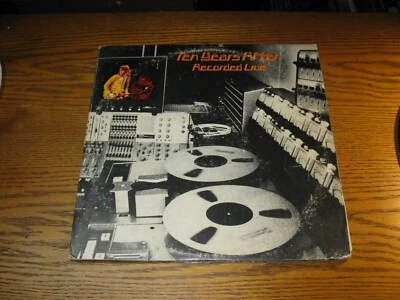 Ten Years After
Recorded Live